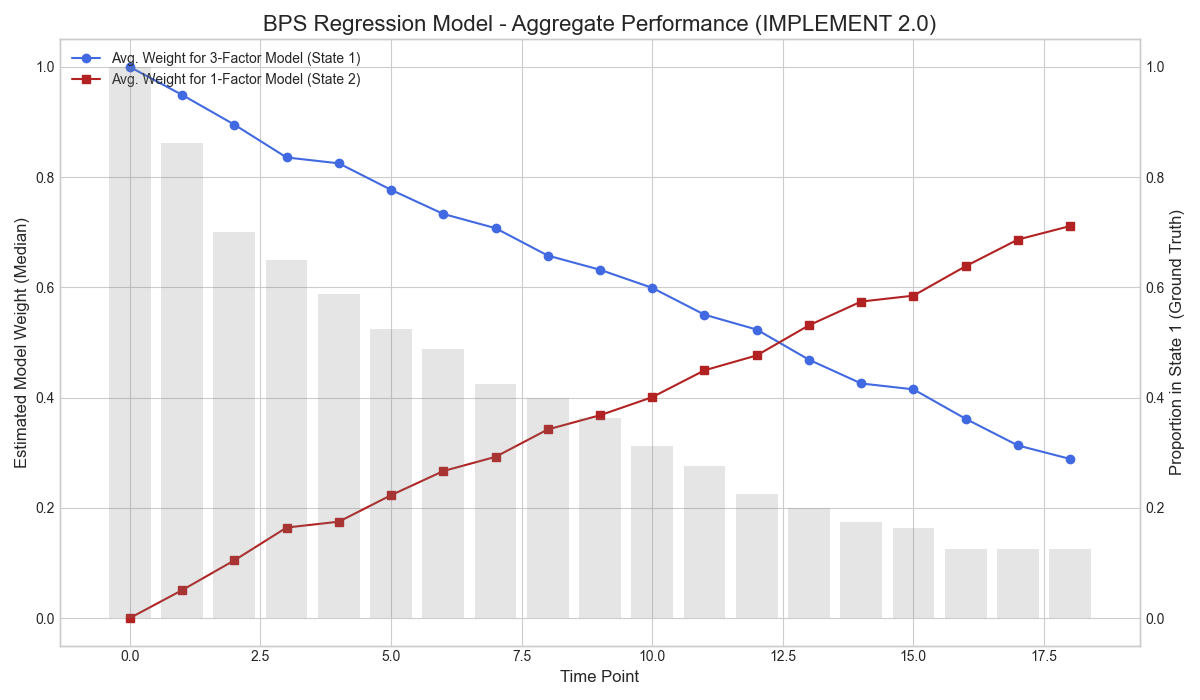 BPS Regression Model - Aggregate Performance (IMPLEMENT 2.0)
Avg. Weight for 3-Factor Model (State 1)
Avg. Weight for 1-Factor Model (State 2)
Estimated Model Weight (Median)
1.0
0.8
0.6
0.4
0.2
0.0
1.0
0.8
0.6
0.4
0.2
0.0
Proportion in State 1 (Ground Truth)
0.0 2.5 5.0 7.5 10.0 12.5 15.0 17.5
Time Point